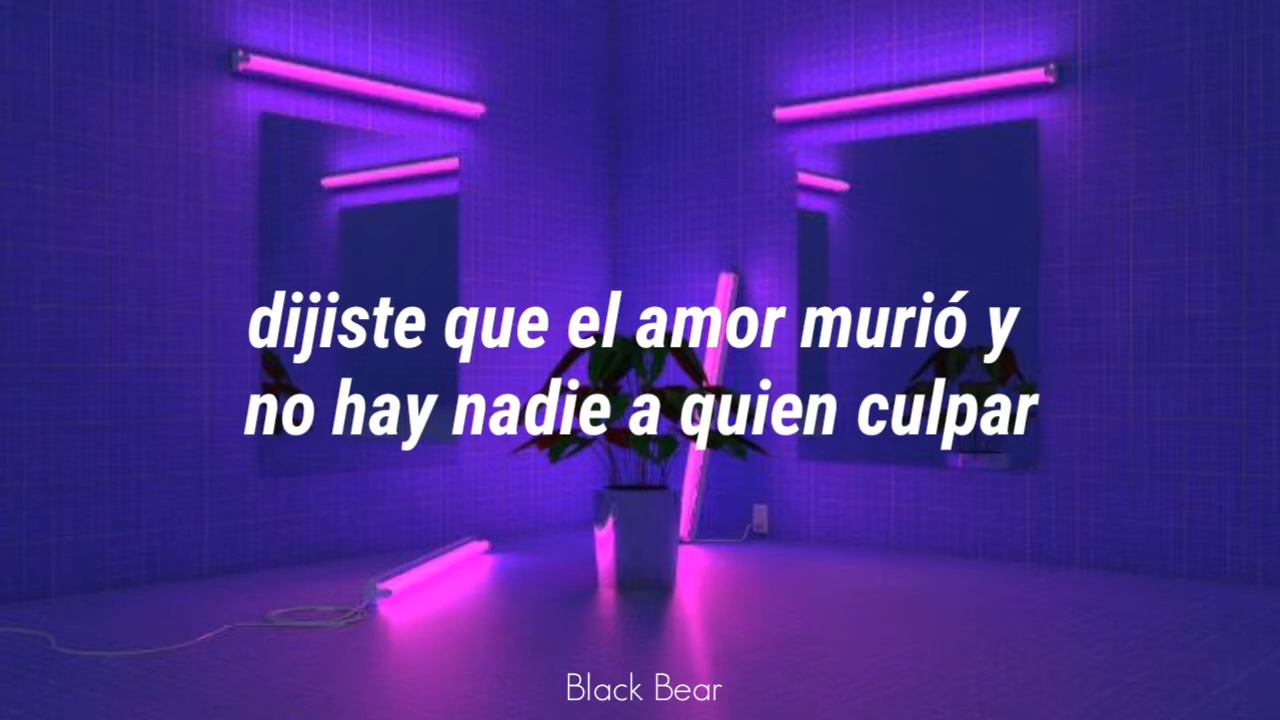 dijiste que el amor murió y
no hay nadie a quien culpar
Black Bear